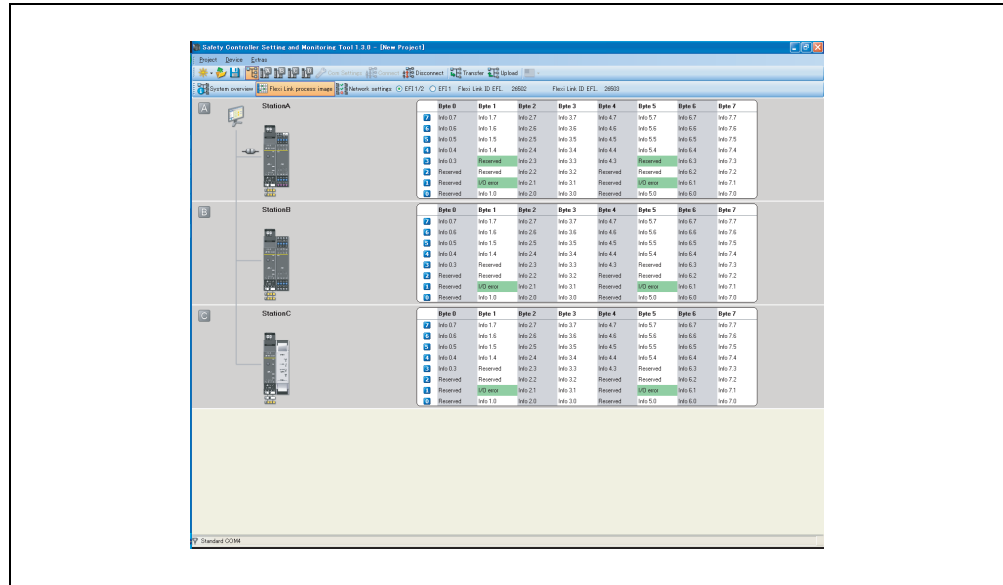 Safety Controller Setting and Monitoring Tool 1.3.0 - [New Project]
Project Device Extras
Save Settings Connect Disconnect Transfer Upload
System overview Flexi Link process image Network settings EFI1/2 EFI1 Flexi Link ID EFI. 26502 Flexi Link ID EFI. 26503
A StationA
Byte 0 Byte 1 Byte 2 Byte 3 Byte 4 Byte 5 Byte 6 Byte 7
7 Info 0.7 Info 1.7 Info 2.7 Info 3.7 Info 4.7 Info 5.7 Info 6.7 Info 7.7
6 Info 0.6 Info 1.6 Info 2.6 Info 3.6 Info 4.6 Info 5.6 Info 6.6 Info 7.6
5 Info 0.5 Info 1.5 Info 2.5 Info 3.5 Info 4.5 Info 5.5 Info 6.5 Info 7.5
4 Info 0.4 Info 1.4 Info 2.4 Info 3.4 Info 4.4 Info 5.4 Info 6.4 Info 7.4
3 Info 0.3 Reserved Info 2.3 Info 3.3 Info 4.3 Reserved Info 6.3 Info 7.3
2 Reserved Reserved Info 2.2 Info 3.2 Reserved Reserved Info 6.2 Info 7.2
1 Reserved I/O error Info 2.1 Info 3.1 Reserved I/O error Info 6.1 Info 7.1
0 Reserved Info 1.0 Info 2.0 Info 3.0 Reserved Info 5.0 Info 6.0 Info 7.0
B StationB
Byte 0 Byte 1 Byte 2 Byte 3 Byte 4 Byte 5 Byte 6 Byte 7
7 Info 0.7 Info 1.7 Info 2.7 Info 3.7 Info 4.7 Info 5.7 Info 6.7 Info 7.7
6 Info 0.6 Info 1.6 Info 2.6 Info 3.6 Info 4.6 Info 5.6 Info 6.6 Info 7.6
5 Info 0.5 Info 1.5 Info 2.5 Info 3.5 Info 4.5 Info 5.5 Info 6.5 Info 7.5
4 Info 0.4 Info 1.4 Info 2.4 Info 3.4 Info 4.4 Info 5.4 Info 6.4 Info 7.4
3 Info 0.3 Reserved Info 2.3 Info 3.3 Info 4.3 Reserved Info 6.3 Info 7.3
2 Reserved Reserved Info 2.2 Info 3.2 Reserved Reserved Info 6.2 Info 7.2
1 Reserved I/O error Info 2.1 Info 3.1 Reserved I/O error Info 6.1 Info 7.1
0 Reserved Info 1.0 Info 2.0 Info 3.0 Reserved Info 5.0 Info 6.0 Info 7.0
C StationC
Byte 0 Byte 1 Byte 2 Byte 3 Byte 4 Byte 5 Byte 6 Byte 7
7 Info 0.7 Info 1.7 Info 2.7 Info 3.7 Info 4.7 Info 5.7 Info 6.7 Info 7.7
6 Info 0.6 Info 1.6 Info 2.6 Info 3.6 Info 4.6 Info 5.6 Info 6.6 Info 7.6
5 Info 0.5 Info 1.5 Info 2.5 Info 3.5 Info 4.5 Info 5.5 Info 6.5 Info 7.5
4 Info 0.4 Info 1.4 Info 2.4 Info 3.4 Info 4.4 Info 5.4 Info 6.4 Info 7.4
3 Info 0.3 Reserved Info 2.3 Info 3.3 Info 4.3 Reserved Info 6.3 Info 7.3
2 Reserved Reserved Info 2.2 Info 3.2 Reserved Reserved Info 6.2 Info 7.2
1 Reserved I/O error Info 2.1 Info 3.1 Reserved I/O error Info 6.1 Info 7.1
0 Reserved Info 1.0 Info 2.0 Info 3.0 Reserved Info 5.0 Info 6.0 Info 7.0
Standard COM4